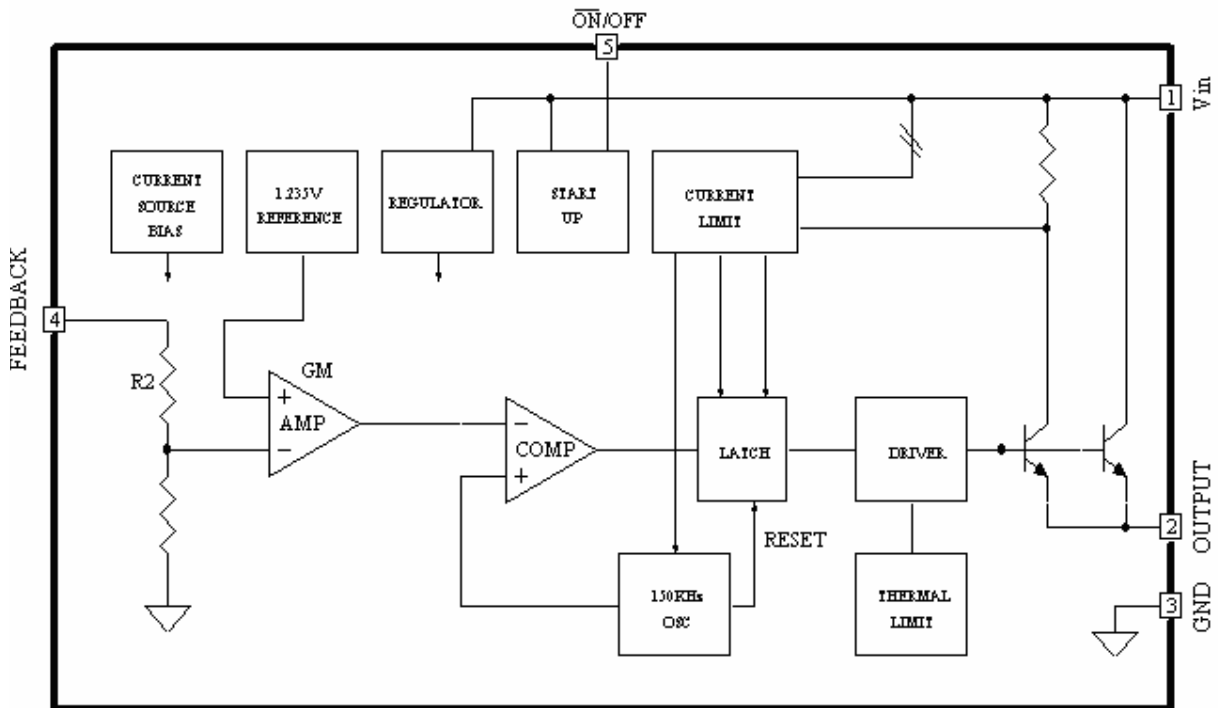 ON/OFF
5
1
Vin
CURRENT
SOURCE
BIAS
1.235V
REFERENCE
REGULATOR
START
UP
CURRENT
LIMIT
FEEDBACK
4
R2
GM
+
AMP
−
−
COMP
+
LATCH
DRIVER
2
OUTPUT
RESET
150KHz
OSC
THERMAL
LIMIT
3
GND